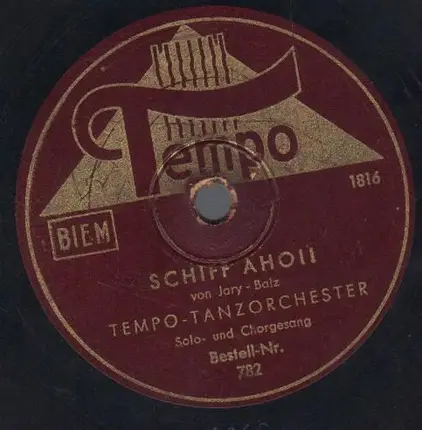 Tempo
1816
BIEM
SCHIFF AHOI!
von Jary - Balz
TEMPO-TANZORCHESTER
Solo- und Chorgesang
Bestell-Nr.
782